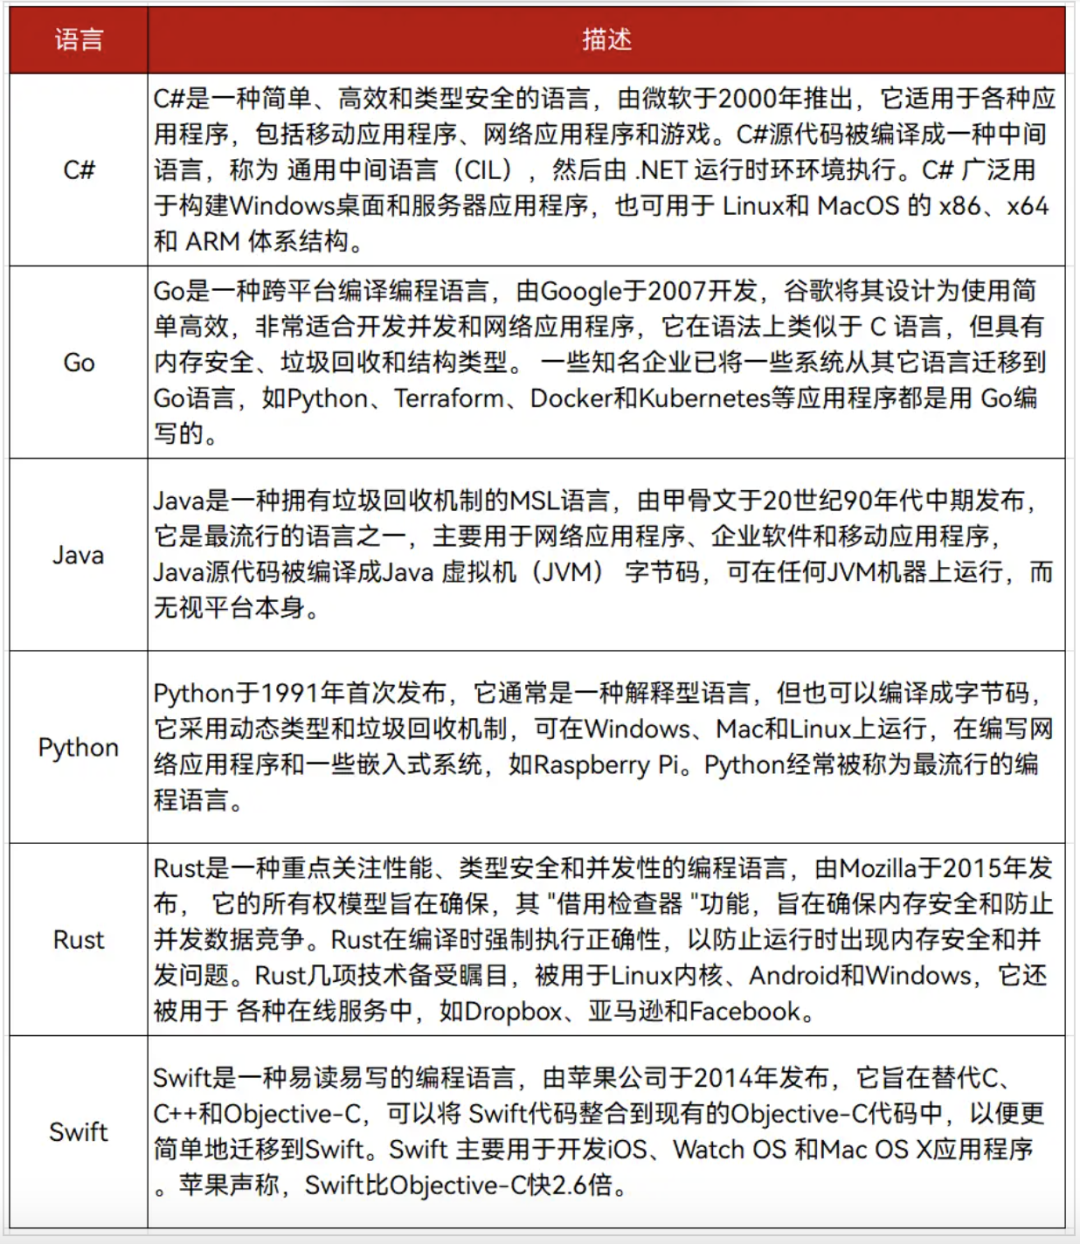 语言
描述
C#
C#是一种简单、高效和类型安全的语言，由微软于2000年推出，它适用于各种应
用程序，包括移动应用程序、网络应用程序和游戏。C#源代码被编译成一种中间
语言，称为 通用中间语言（CIL），然后由 .NET 运行时环环境执行。C# 广泛用
于构建Windows桌面和服务器应用程序，也可用于 Linux和 MacOS 的 x86、x64
和 ARM 体系结构。
Go
Go是一种跨平台编译编程语言，由Google于2007开发，谷歌将其设计为使用简
单高效，非常适合开发并发和网络应用程序，它在语法上类似于 C 语言，但具有
内存安全、垃圾回收和结构类型。 一些知名企业已将一些系统从其它语言迁移到
Go语言，如Python、Terraform、Docker和Kubernetes等应用程序都是用 Go编
写的。
Java
Java是一种拥有垃圾回收机制的MSL语言，由甲骨文于20世纪90年代中期发布，
它是最流行的语言之一，主要用于网络应用程序、企业软件和移动应用程序，
Java源代码被编译成Java 虚拟机（JVM） 字节码，可在任何JVM机器上运行，而
无视平台本身。
Python
Python于1991年首次发布，它通常是一种解释型语言，但也可以编译成字节码，
它采用动态类型和垃圾回收机制，可在Windows、Mac和Linux上运行，在编写网
络应用程序和一些嵌入式系统，如Raspberry Pi。Python经常被称为最流行的编
程语言。
Rust
Rust是一种重点关注性能、类型安全和并发性的编程语言，由Mozilla于2015年发
布， 它的所有权模型旨在确保，其 "借用检查器 "功能，旨在确保内存安全和防止
并发数据竞争。Rust在编译时强制执行正确性，以防止运行时出现内存安全和并
发问题。Rust几项技术备受瞩目，被用于Linux内核、Android和Windows，它还
被用于 各种在线服务中，如Dropbox、亚马逊和Facebook。
Swift
Swift是一种易读易写的编程语言，由苹果公司于2014年发布，它旨在替代C、
C++和Objective-C，可以将 Swift代码整合到现有的Objective-C代码中，以便更
简单地迁移到Swift。Swift 主要用于开发iOS、Watch OS 和Mac OS X应用程序
。苹果声称，Swift比Objective-C快2.6倍。